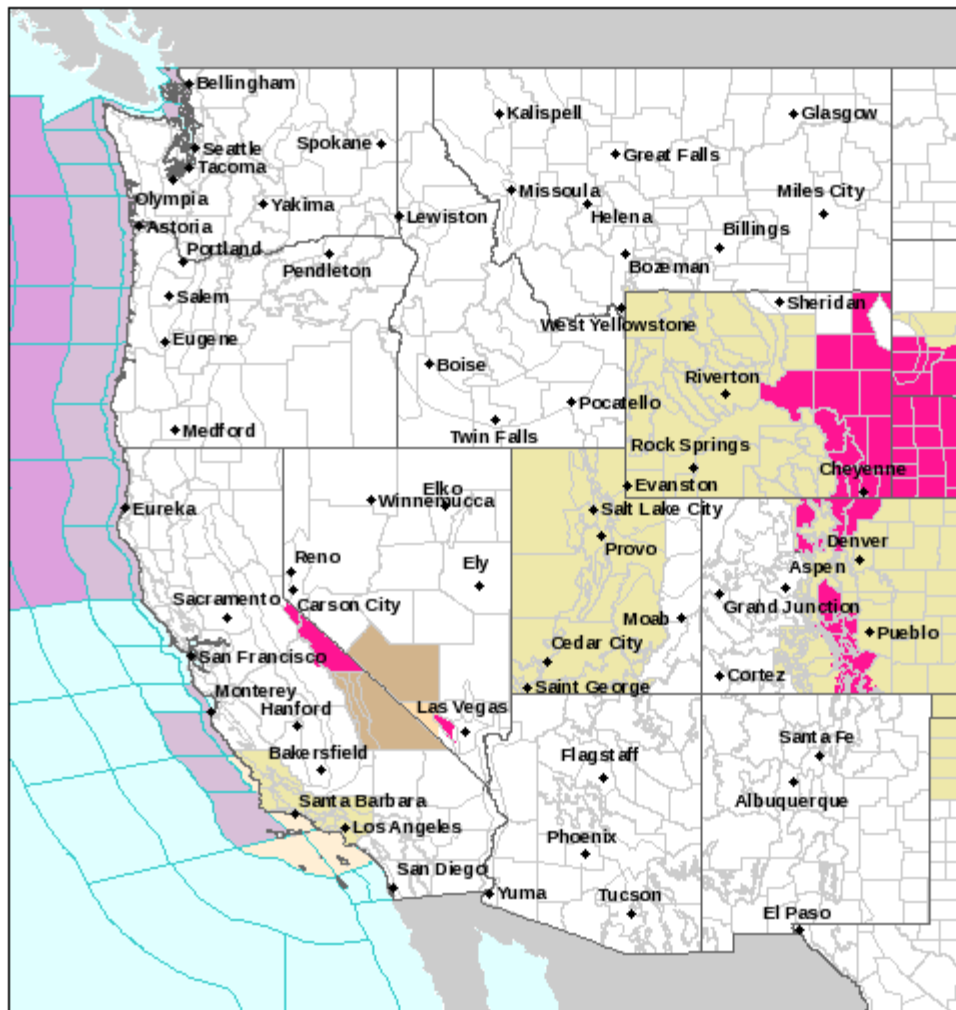 Bellingham
Kalispell
Glasgow
Seattle
Spokane
Great Falls
Tacoma
Missoula
Miles City
Olympia
Yakima
Helena
Lewiston
Astoria
Billings
Portland
Pendleton
Bozeman
Salem
Sheridan
West Yellowstone
Eugene
Boise
Riverton
Pocatello
Medford
Twin Falls
Rock Springs
Cheyenne
Elko
Evanston
Winnemucca
Eureka
Salt Lake City
Provo
Denver
Reno
Ely
Aspen
Sacramento
Carson City
Grand Junction
Moab
Pueblo
Cedar City
San Francisco
Cortez
Saint George
Monterey
Hanford
Las Vegas
Santa Fe
Bakersfield
Flagstaff
Santa Barbara
Albuquerque
Los Angeles
Phoenix
San Diego
Yuma
Tucson
El Paso